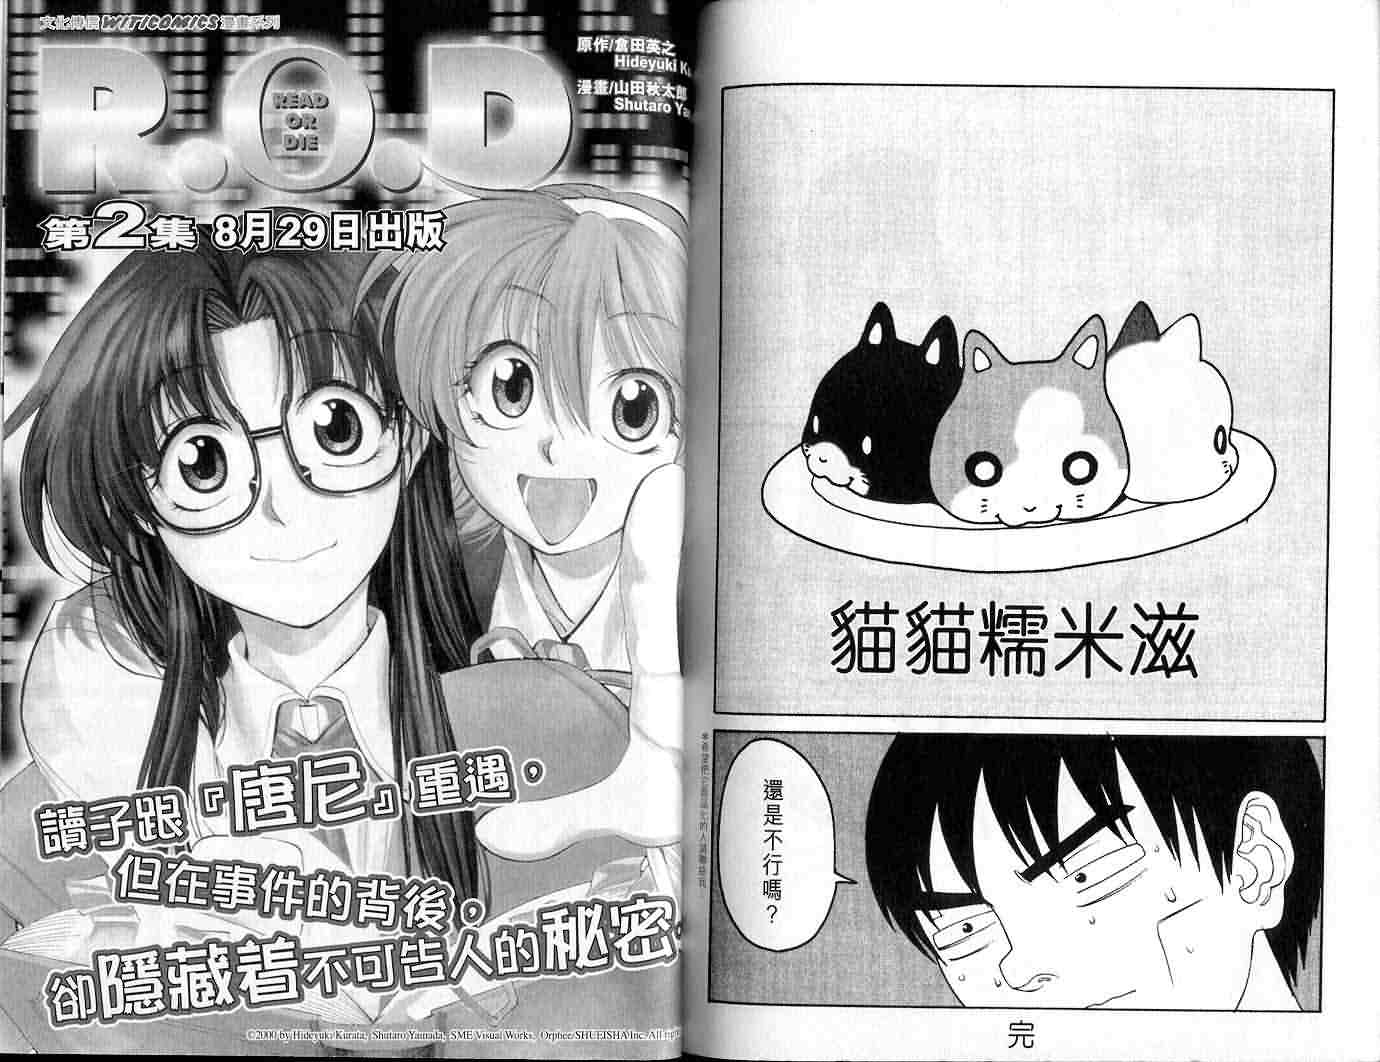 文化傳信 WITICOMICS 漫畫系列
R.O.D
READ
OR
DIE
原作/倉田英之
Hideyuki
漫畫/山田秋太郎
Shutaro
第2集 8月29日出版
讀子跟『唐尼』重遇,
但在事件的背後。
卻隱藏着不可告人的秘密。
©2000 by Hideyuki Kurata, Shutaro Yamada, SME Visual Works, Orphee/SHUEISHA Inc. All
貓貓糯米滋
還是不行嗎?
完